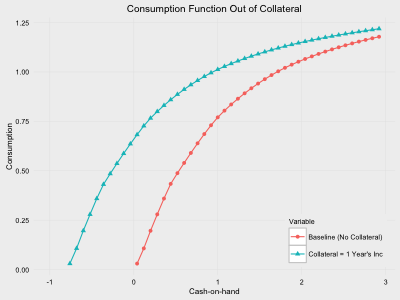 Consumption Function Out of Collateral
1.25
1.00
0.75
0.50
0.25
0.00
Consumption
-1
0
1
2
3
Cash-on-hand
Variable
Baseline (No Collateral)
Collateral = 1 Year's Inc